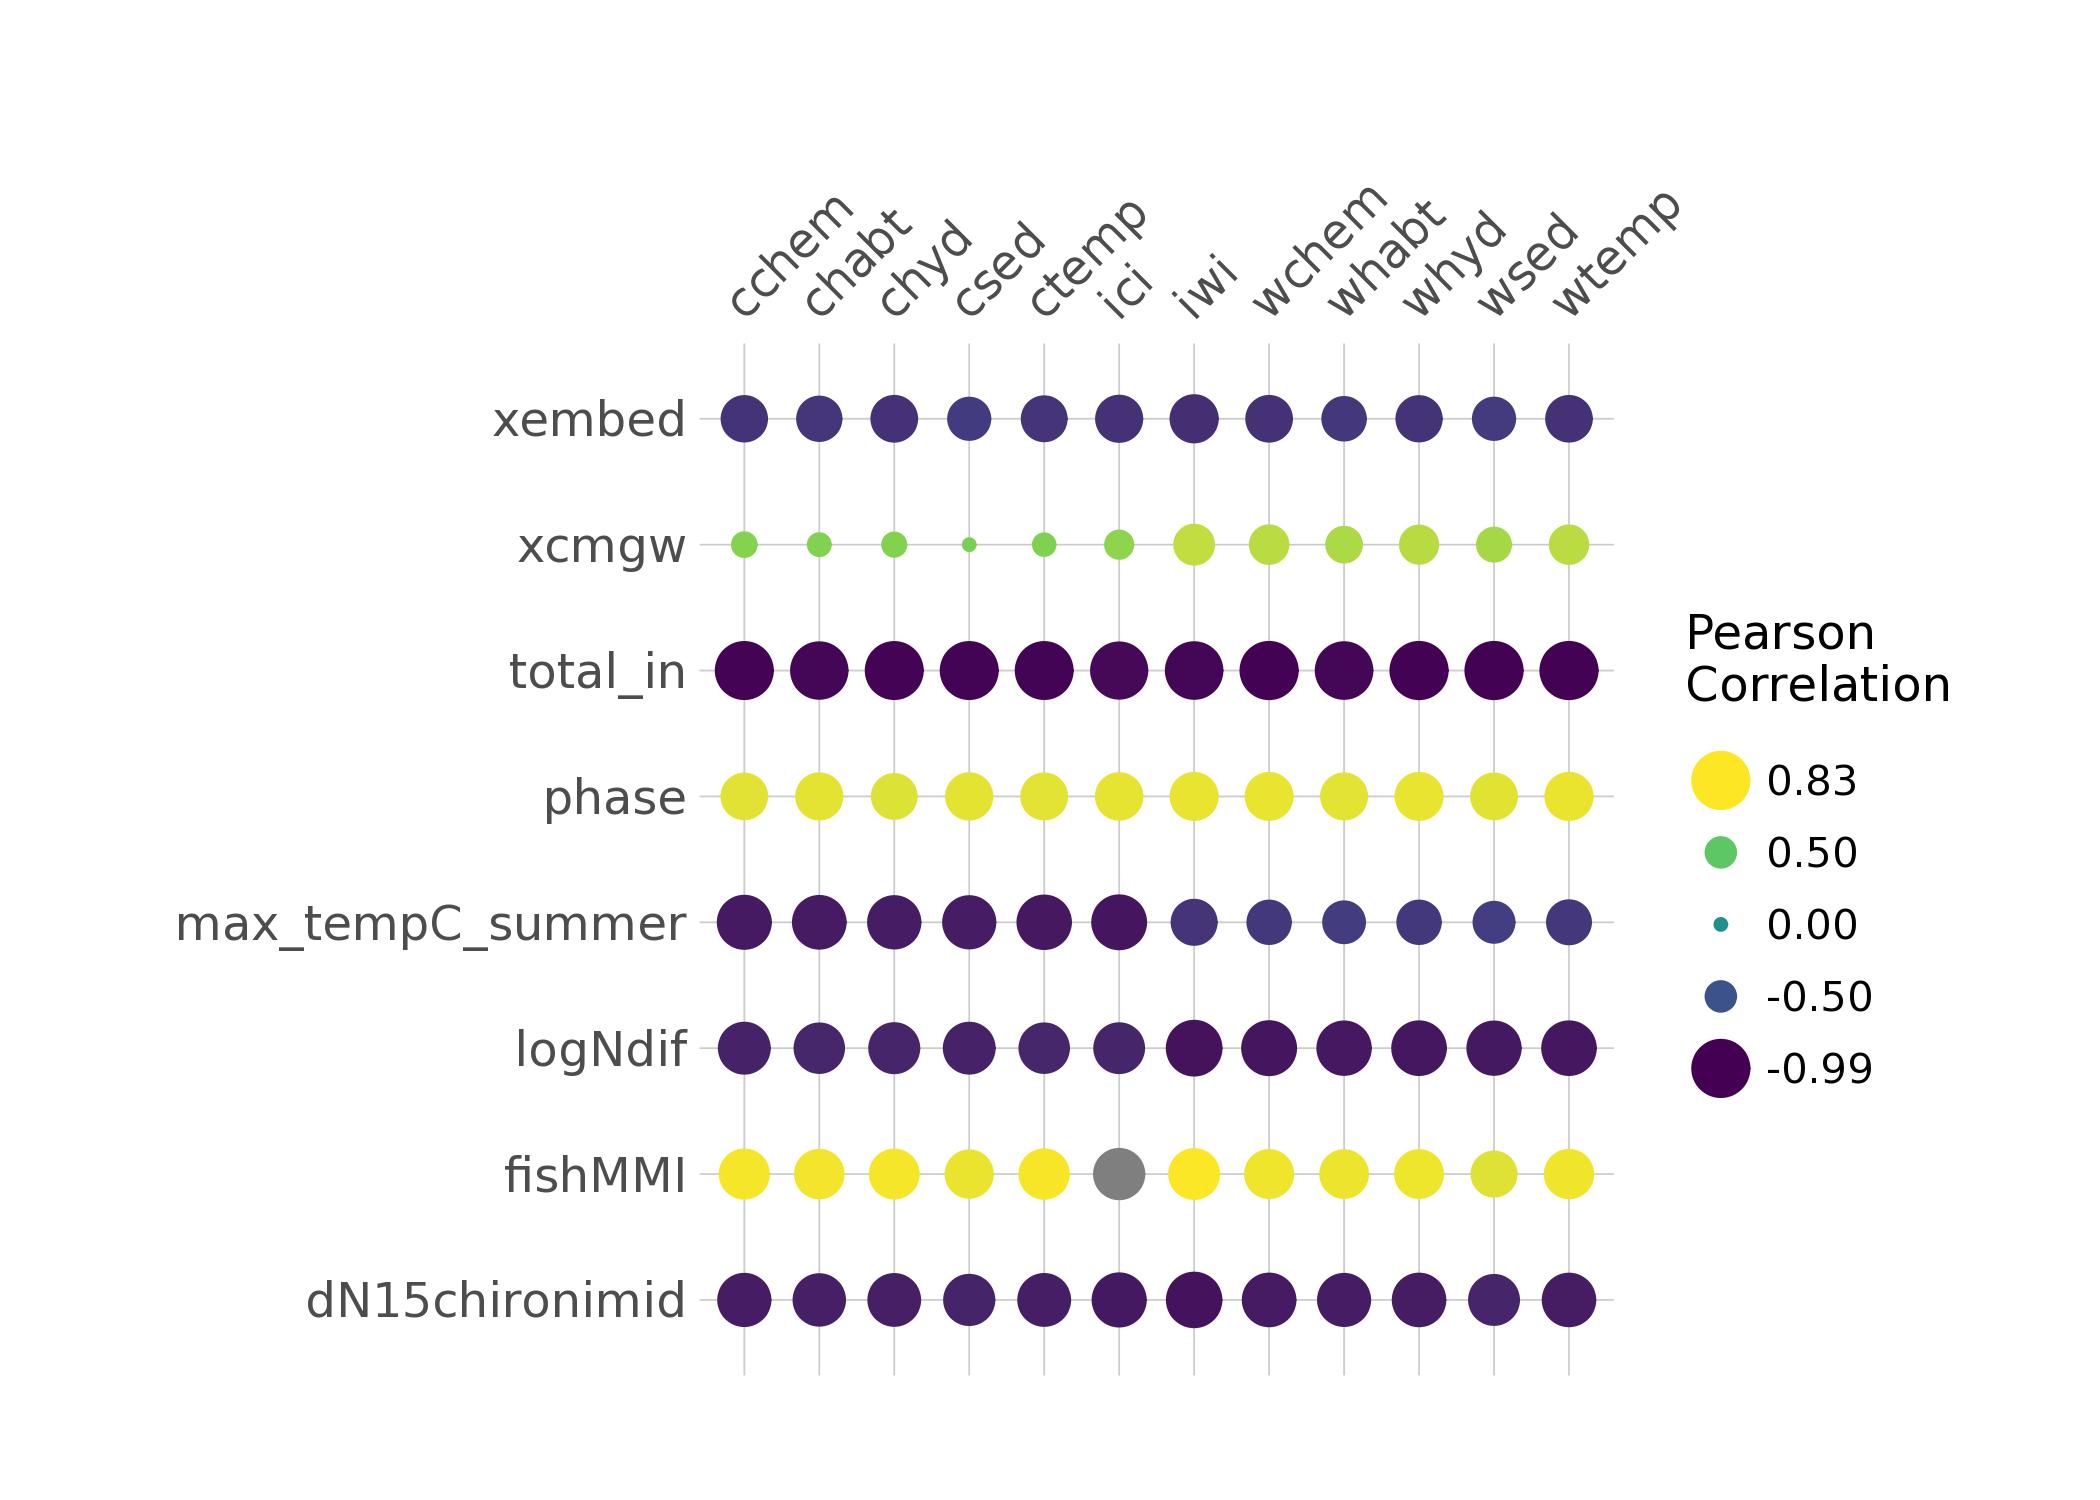 cchem
chabt
chyd
csed
ctemp
ici
iwi
wchem
whabt
whyd
wsed
wtemp
xembed
xcmgw
total_in
phase
max_tempC_summer
logNdif
fishMMI
dN15chironimid
Pearson
Correlation
0.83
0.50
0.00
-0.50
-0.99